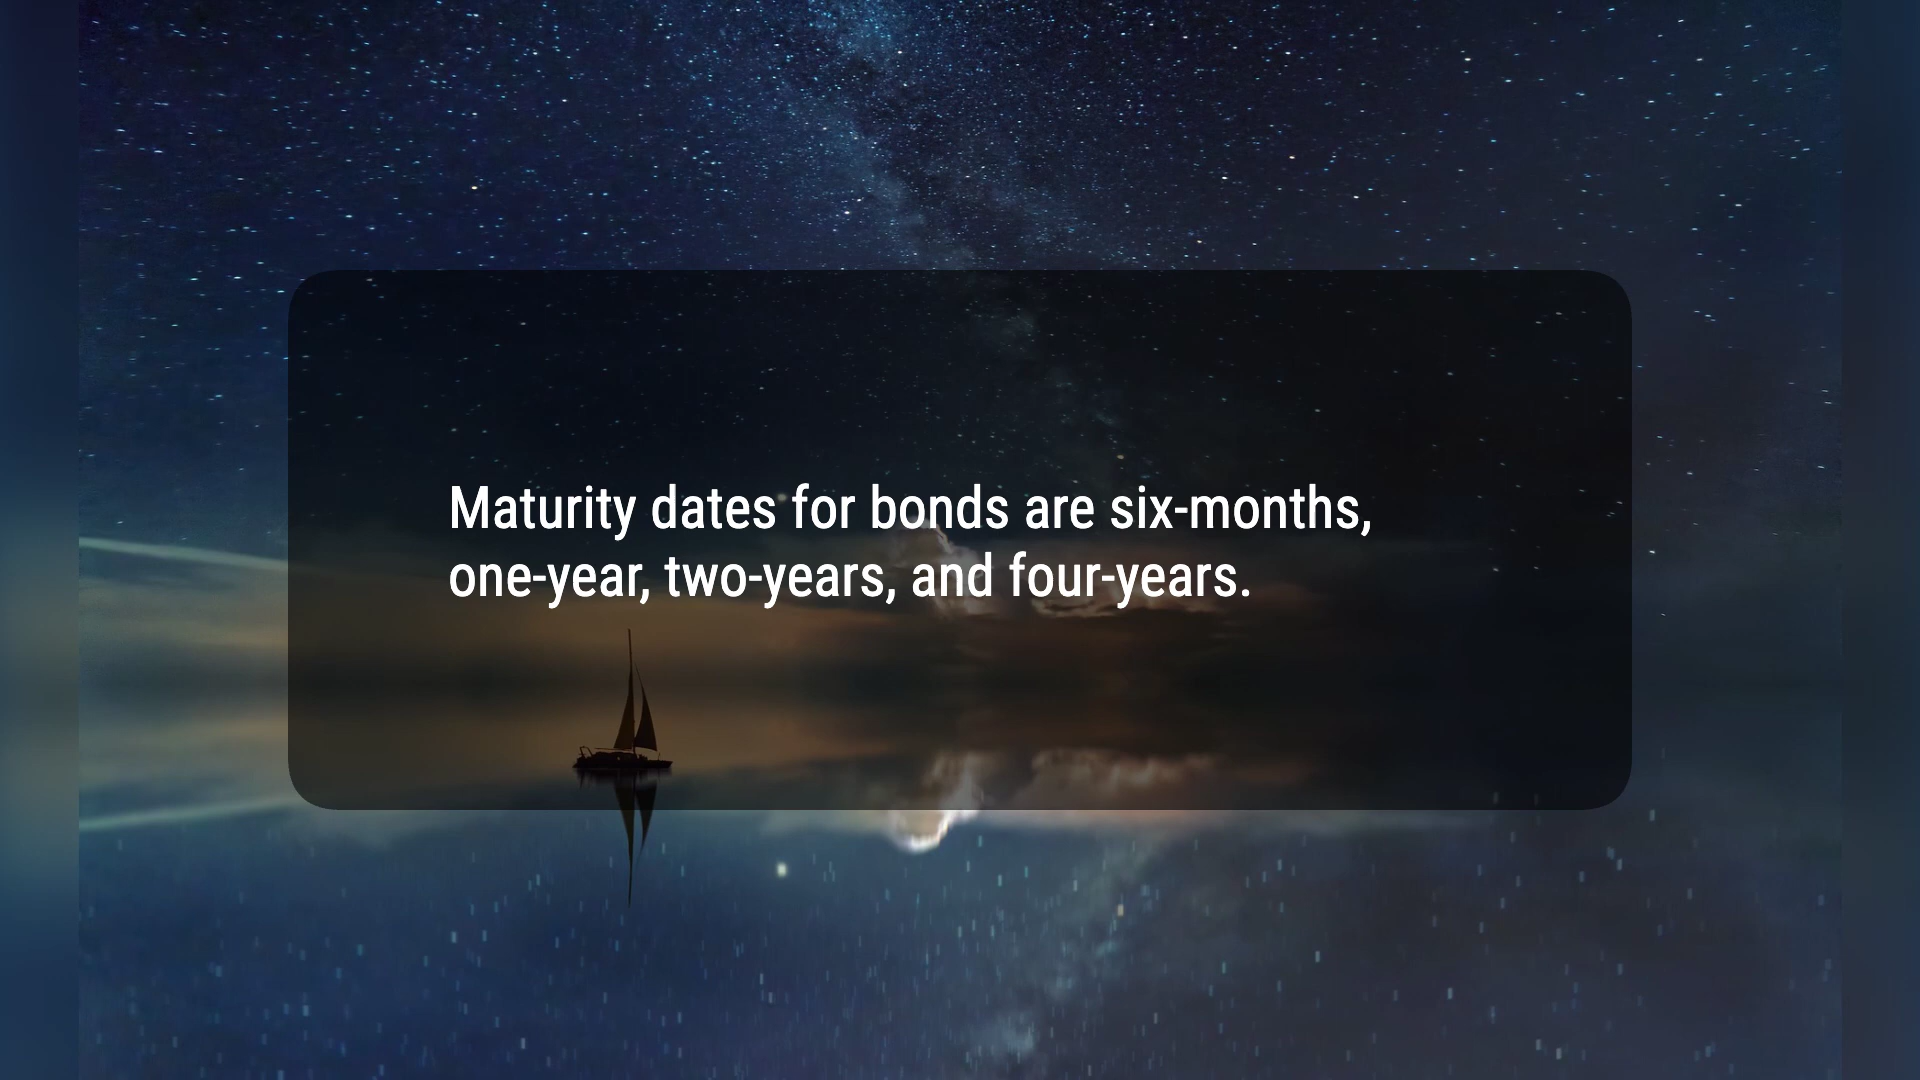 Maturity dates for bonds are six-months,
one-year, two-years, and four-years.